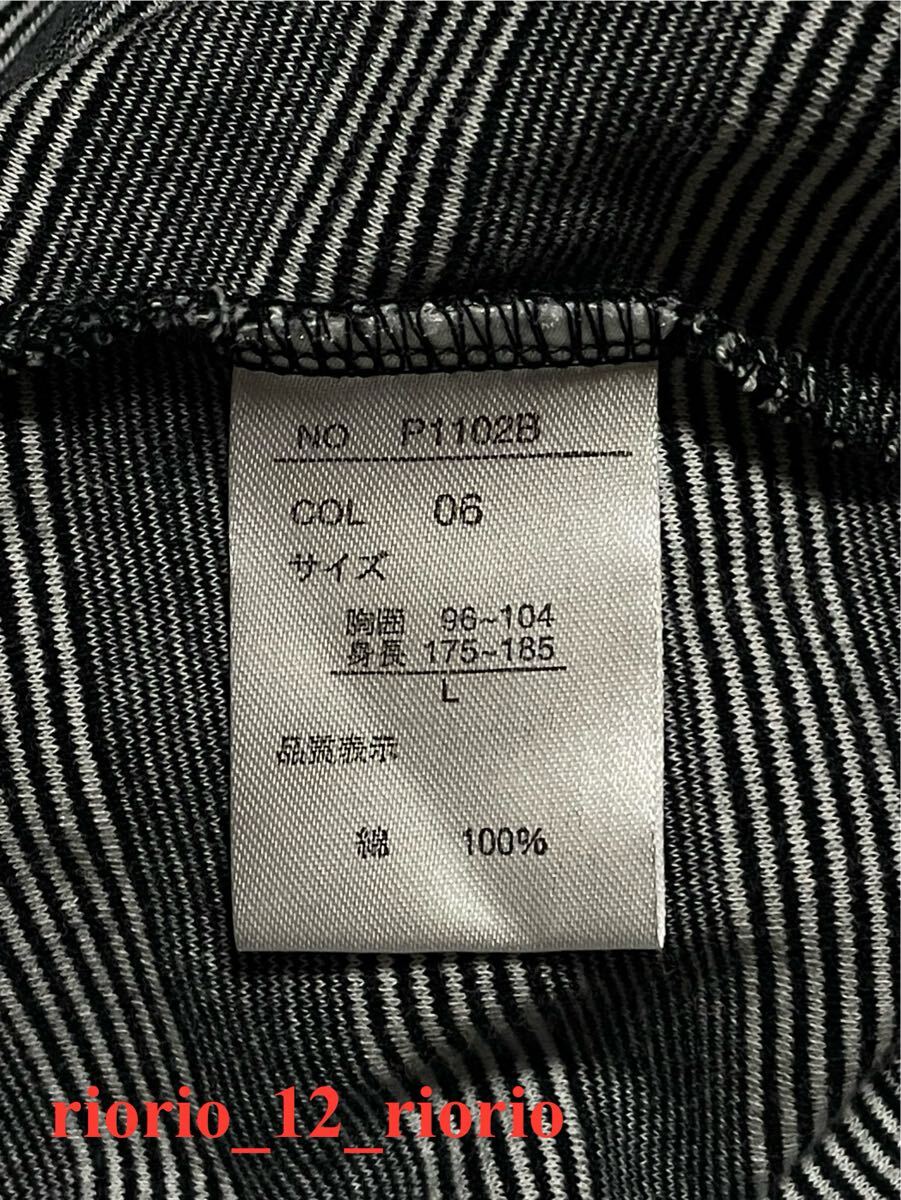 NO P1102B
COL 06
サイズ
胸囲 96~104
身長 175~185
L
品質表示
綿 100%
riorio_12_riorio